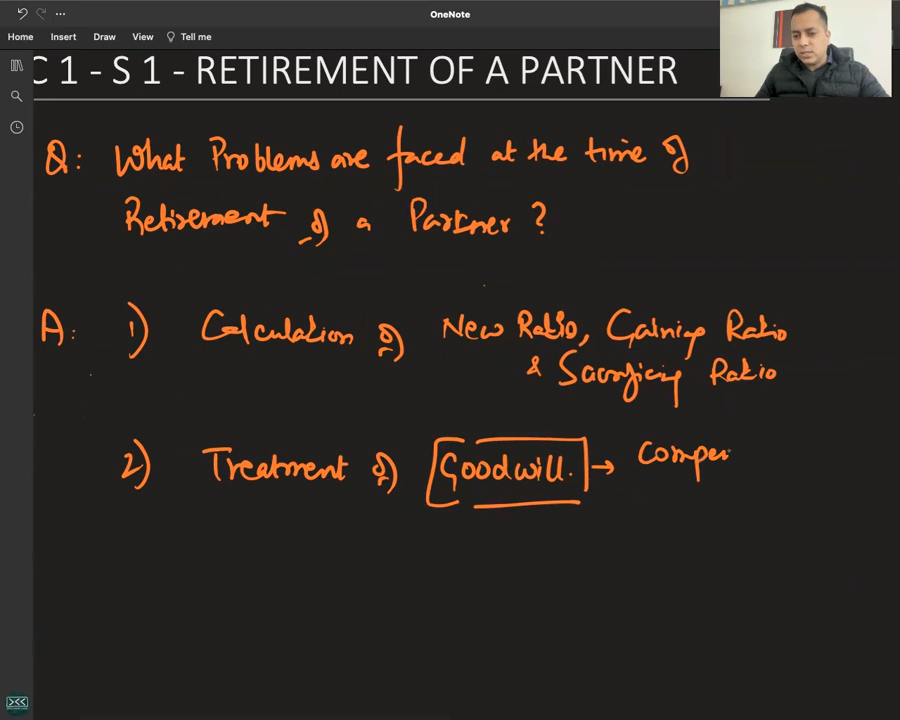 OneNote
Home Insert Draw View Tell me
C 1 - S 1 - RETIREMENT OF A PARTNER
Q: What Problems are faced at the time of
Retirement of a Partner ?
A: 1) Calculation of New Ratio, Gaining Ratio
& Sacrificing Ratio
2) Treatment of Goodwill. → Compen